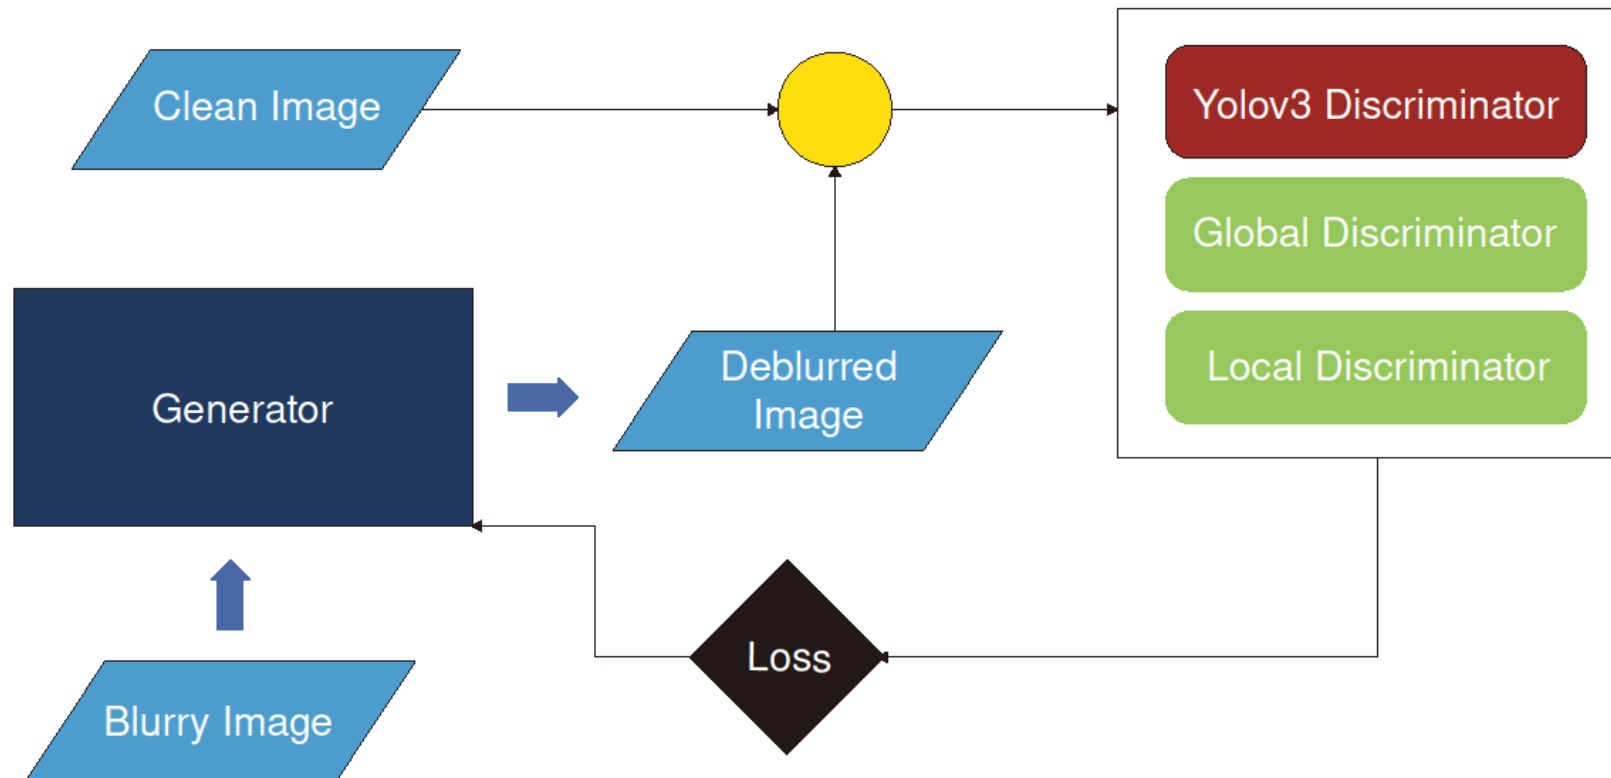 Clean Image
Yolov3 Discriminator
Global Discriminator
Generator
Deblurred
Image
Local Discriminator
Loss
Blurry Image